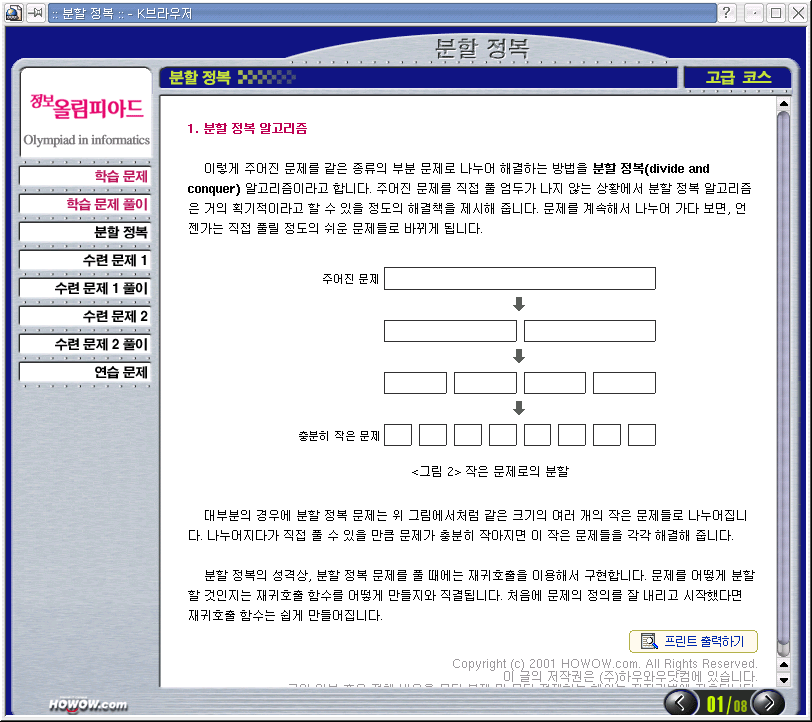 :: 분할 정복 :: - K브라우저
분할 정복
정보올림피아드
Olympiad in informatics
학습 문제
학습 문제 풀이
분할 정복
수련 문제 1
수련 문제 1 풀이
수련 문제 2
수련 문제 2 풀이
연습 문제
분할 정복
고급 코스
1. 분할 정복 알고리즘
이렇게 주어진 문제를 같은 종류의 부분 문제로 나누어 해결하는 방법을 분할 정복(divide and
conquer) 알고리즘이라고 합니다. 주어진 문제를 직접 풀 엄두가 나지 않는 상황에서 분할 정복 알고리즘
은 거의 획기적이라고 할 수 있을 정도의 해결책을 제시해 줍니다. 문제를 계속해서 나누어 가다 보면, 언
젠가는 직접 풀릴 정도의 쉬운 문제들로 바뀌게 됩니다.
주어진 문제
충분히 작은 문제
<그림 2> 작은 문제로의 분할
대부분의 경우에 분할 정복 문제는 위 그림에서처럼 같은 크기의 여러 개의 작은 문제들로 나누어집니
다. 나누어지다가 직접 풀 수 있을 만큼 문제가 충분히 작아지면 이 작은 문제들을 각각 해결해 줍니다.
분할 정복의 성격상, 분할 정복 문제를 풀 때에는 재귀호출을 이용해서 구현합니다. 문제를 어떻게 분할
할 것인지는 재귀호출 함수를 어떻게 만들지와 직결됩니다. 처음에 문제의 정의를 잘 내리고 시작했다면
재귀호출 함수는 쉽게 만들어집니다.
프린트 출력하기
Copyright (c) 2001 HOWOW.com. All Rights Reserved.
이 글의 저작권은 (주)하우와우닷컴에 있습니다.
HOWOW.com
01/08